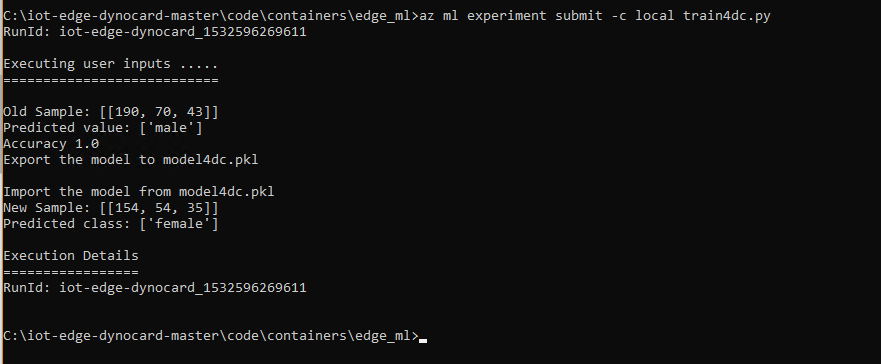 C:\iot-edge-dynocard-master\code\containers\edge_ml>az ml experiment submit -c local train4dc.py
RunId: iot-edge-dynocard_1532596269611
Executing user inputs .....
===========================
Old Sample: [[190, 70, 43]]
Predicted value: ['male']
Accuracy 1.0
Export the model to model4dc.pkl
Import the model from model4dc.pkl
New Sample: [[154, 54, 35]]
Predicted class: ['female']
Execution Details
=================
RunId: iot-edge-dynocard_1532596269611
C:\iot-edge-dynocard-master\code\containers\edge_ml>